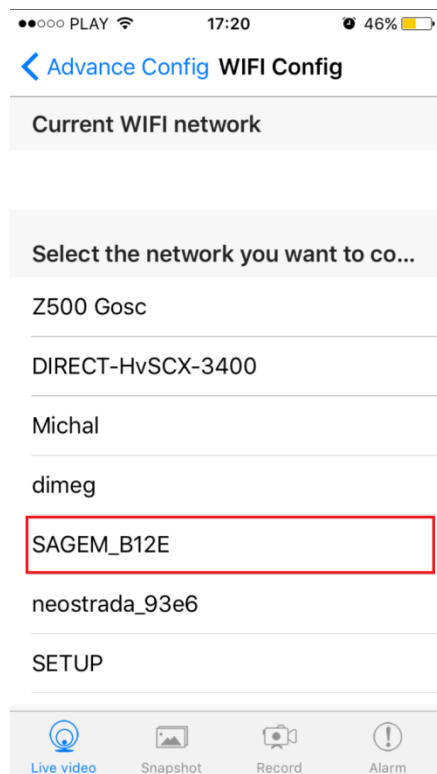 PLAY 17:20 46%
Advance Config WIFI Config
Current WIFI network
Select the network you want to co...
Z500 Gosc
DIRECT-HvSCX-3400
Michal
dimeg
SAGEM_B12E
neostrada_93e6
SETUP
Live video Snapshot Record Alarm